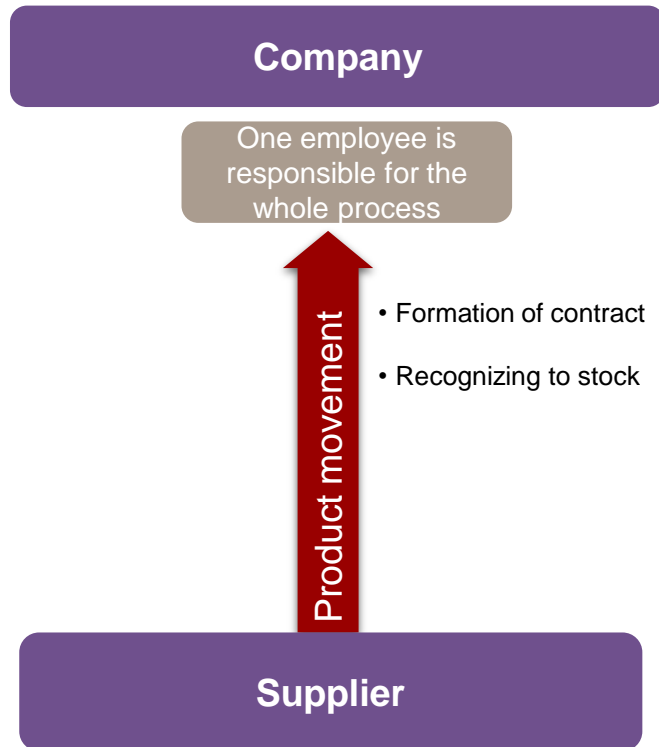 Company
One employee is
responsible for the
whole process
Product movement
• Formation of contract
• Recognizing to stock
Supplier